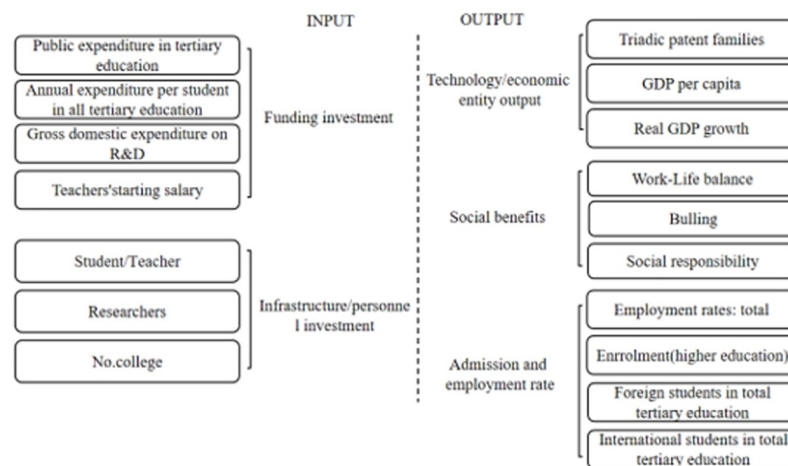 INPUT
Public expenditure in tertiary
education
Annual expenditure per student
in all tertiary education
Gross domestic expenditure on
R&D
Teachers'starting salary
Funding investment
Student/Teacher
Researchers
No.college
Infrastructure/personne
l investment
OUTPUT
Technology/economic
entity output
Triadic patent families
GDP per capita
Real GDP growth
Social benefits
Work-Life balance
Bulling
Social responsibility
Admission and
employment rate
Employment rates: total
Enrrolment(higher education)
Foreign students in total
tertiary education
International students in total
tertiary education